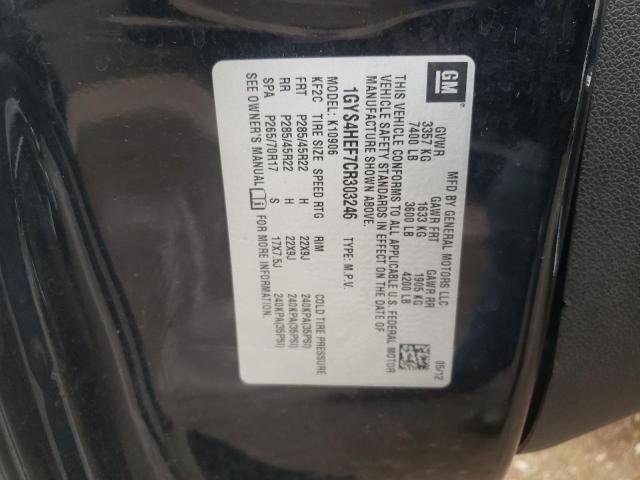 GM
MFD BY GENERAL MOTORS LLC
05/12
GVWR GAWR FRT GAWR RR
3357 KG 1633 KG 1905 KG
7400 LB 3600 LB 4200 LB
THIS VEHICLE CONFORMS TO ALL APPLICABLE U.S. FEDERAL MOTOR
VEHICLE SAFETY STANDARDS IN EFFECT ON THE DATE OF
MANUFACTURE SHOWN ABOVE.
1GYS4HEF7CR303246 TYPE: M.P.V.
MODEL: K10906
KF2C TIRE SIZE SPEED RTG RIM COLD TIRE PRESSURE
FRT P285/45R22 H 22X9J 240KPA(35PSI)
RR P285/45R22 H 22X9J 240KPA(35PSI)
SPA P265/70R17 S 17X7.5J 240KPA(35PSI)
SEE OWNER'S MANUAL i FOR MORE INFORMATION.